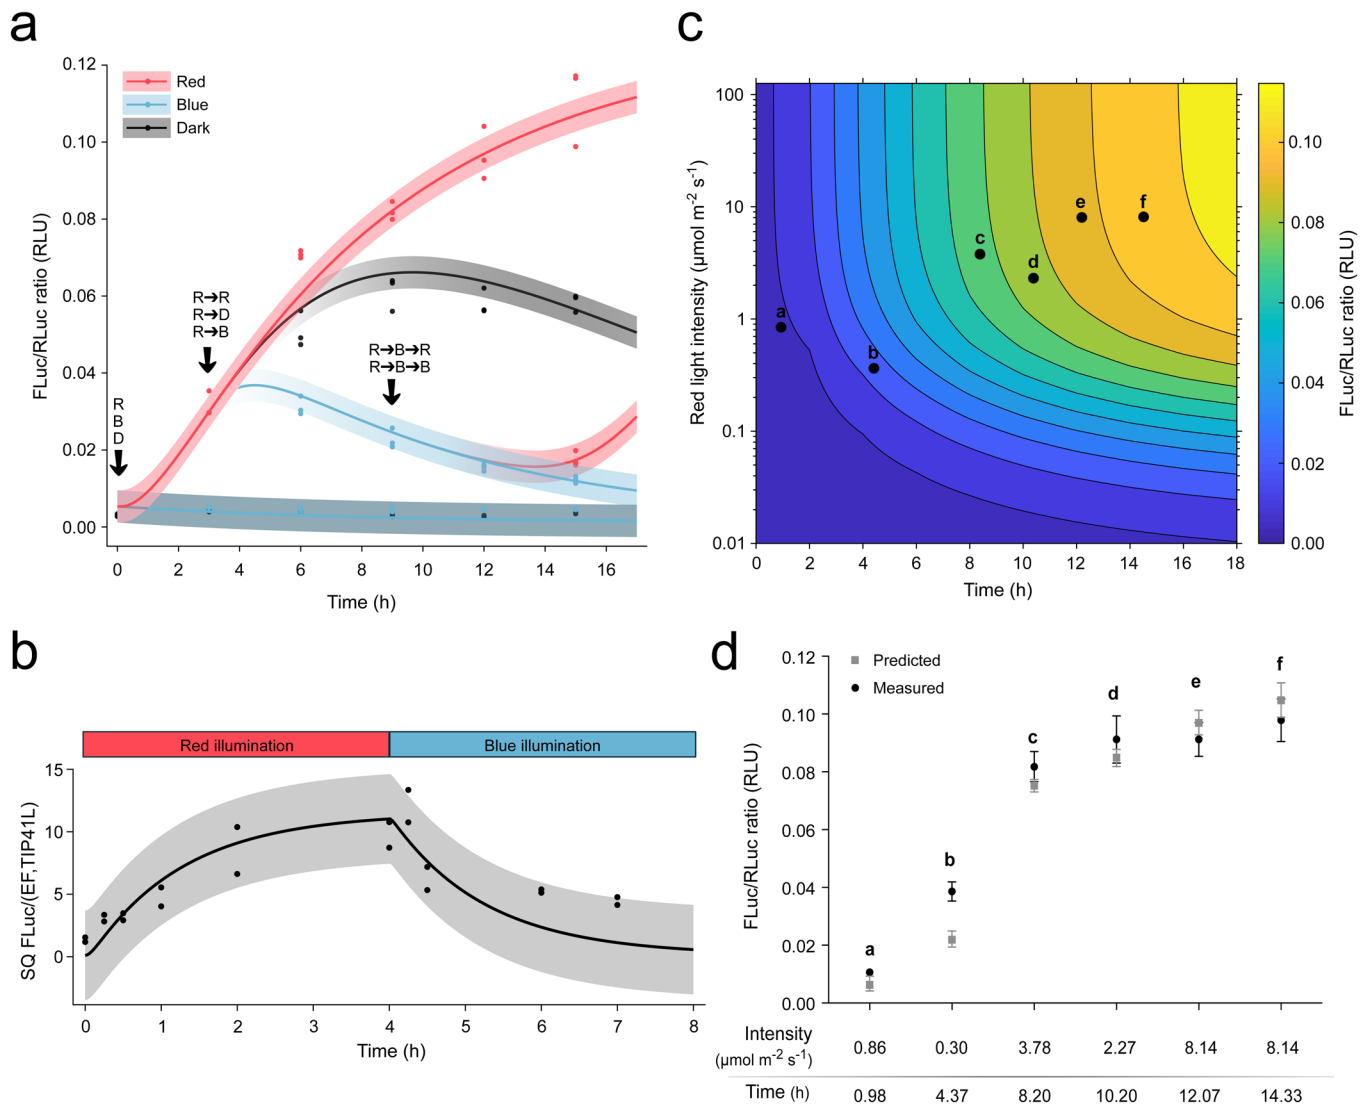 a
FLuc/RLuc ratio (RLU)
0.12
0.10
0.08
0.06
0.04
0.02
0.00
Red
Blue
Dark
R
B
D
R➔R
R➔D
R➔B
R➔B➔R
R➔B➔B
0 2 4 6 8 10 12 14 16
Time (h)
c
Red light intensity (µmol m⁻² s⁻¹)
100
10
1
0.1
0.01
a
b
c
d
e
f
0 2 4 6 8 10 12 14 16 18
Time (h)
0.10
0.08
0.06
0.04
0.02
0.00
FLuc/RLuc ratio (RLU)
b
Red illumination
Blue illumination
SQ FLuc/(EF,TIP41L)
15
10
5
0
0 1 2 3 4 5 6 7 8
Time (h)
d
FLuc/RLuc ratio (RLU)
0.12
0.10
0.08
0.06
0.04
0.02
0.00
Predicted
Measured
a
b
c
d
e
f
Intensity
(µmol m⁻² s⁻¹)
0.86 0.30 3.78 2.27 8.14 8.14
Time (h) 0.98 4.37 8.20 10.20 12.07 14.33